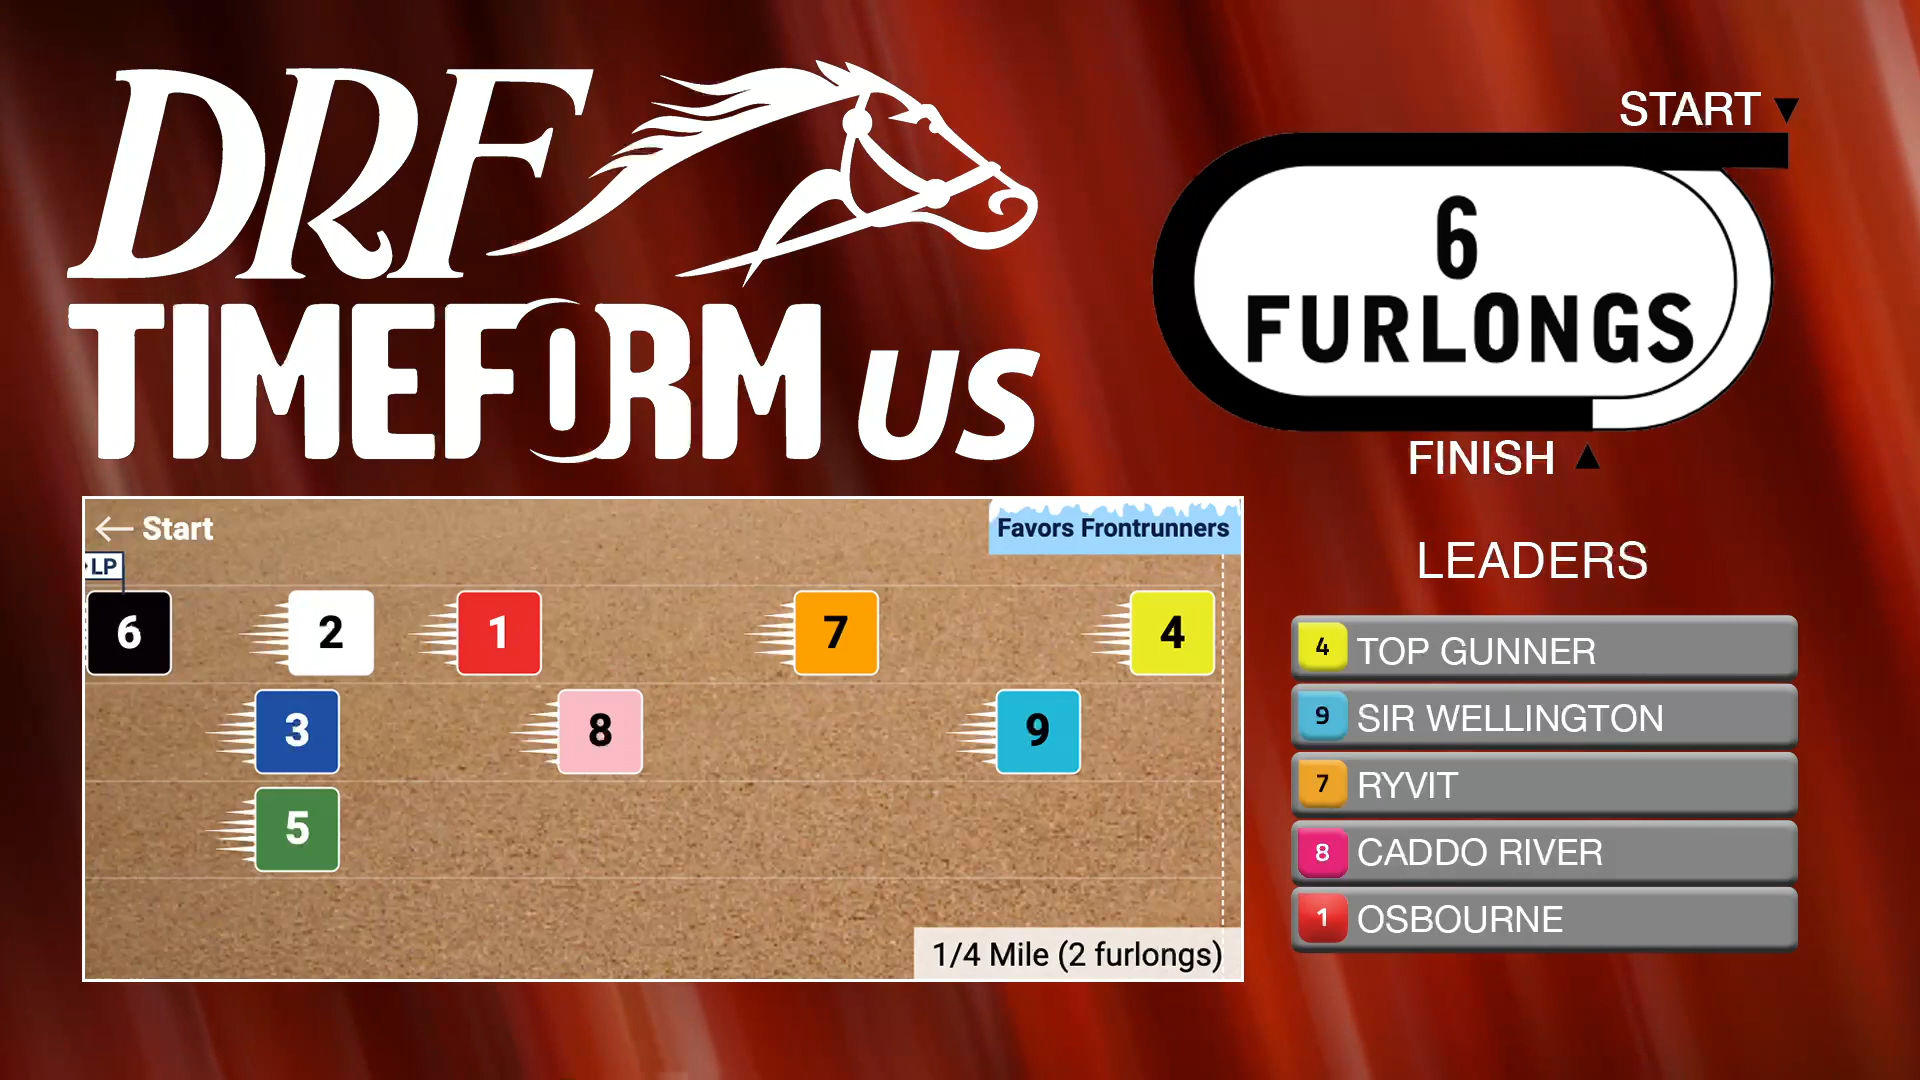 DRF
TIMEFORM US
START ▼
6
FURLONGS
FINISH ▲
← Start
Favors Frontrunners
LP
6 2 1 7 4
3 8 9
5
1/4 Mile (2 furlongs)
LEADERS
4 TOP GUNNER
9 SIR WELLINGTON
7 RYVIT
8 CADDO RIVER
1 OSBOURNE